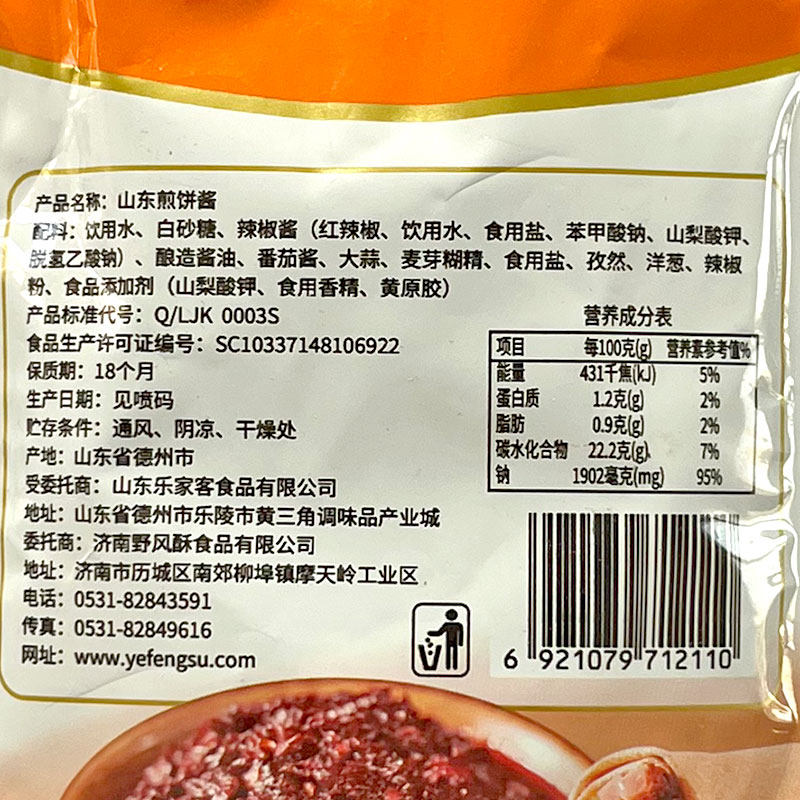 产品名称：山东煎饼酱
配料：饮用水、白砂糖、辣椒酱（红辣椒、饮用水、食用盐、苯甲酸钠、山梨酸钾、
脱氢乙酸钠）、酿造酱油、番茄酱、大蒜、麦芽糊精、食用盐、孜然、洋葱、辣椒
粉、食品添加剂（山梨酸钾、食用香精、黄原胶）
产品标准代号：Q/LJK 0003S
食品生产许可证编号：SC10337148106922
保质期：18个月
生产日期：见喷码
贮存条件：通风、阴凉、干燥处
产地：山东省德州市
受委托商：山东乐家客食品有限公司
地址：山东省德州市乐陵市黄三角调味品产业城
委托商：济南野风酥食品有限公司
地址：济南市历城区南郊柳埠镇摩天岭工业区
电话：0531-82843591
传真：0531-82849616
网址：www.yefengsu.com
营养成分表
项目 每100克(g) 营养素参考值%
能量 431千焦(kJ) 5%
蛋白质 1.2克(g) 2%
脂肪 0.9克(g) 2%
碳水化合物 22.2克(g) 7%
钠 1902毫克(mg) 95%
6 921079 712110